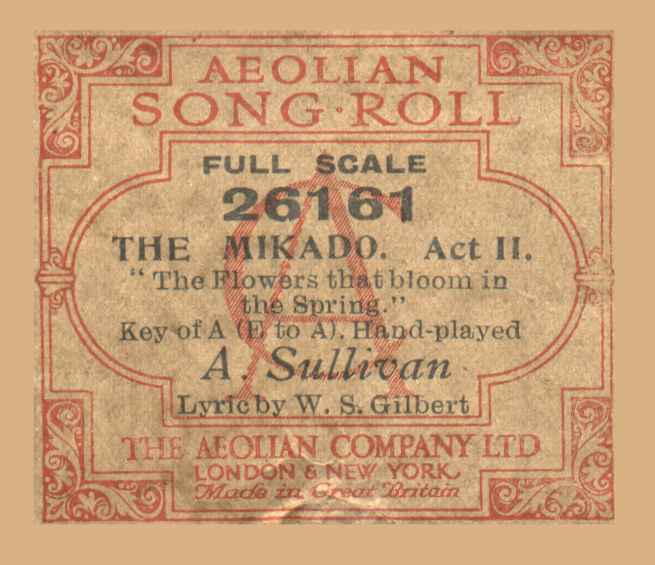 AEOLIAN
SONG·ROLL
FULL SCALE
26161
THE MIKADO. Act II.
"The Flowers that bloom in
the Spring."
Key of A (E to A). Hand-played
A. Sullivan
Lyric by W. S. Gilbert
THE AEOLIAN COMPANY LTD
LONDON & NEW YORK.
Made in Great Britain